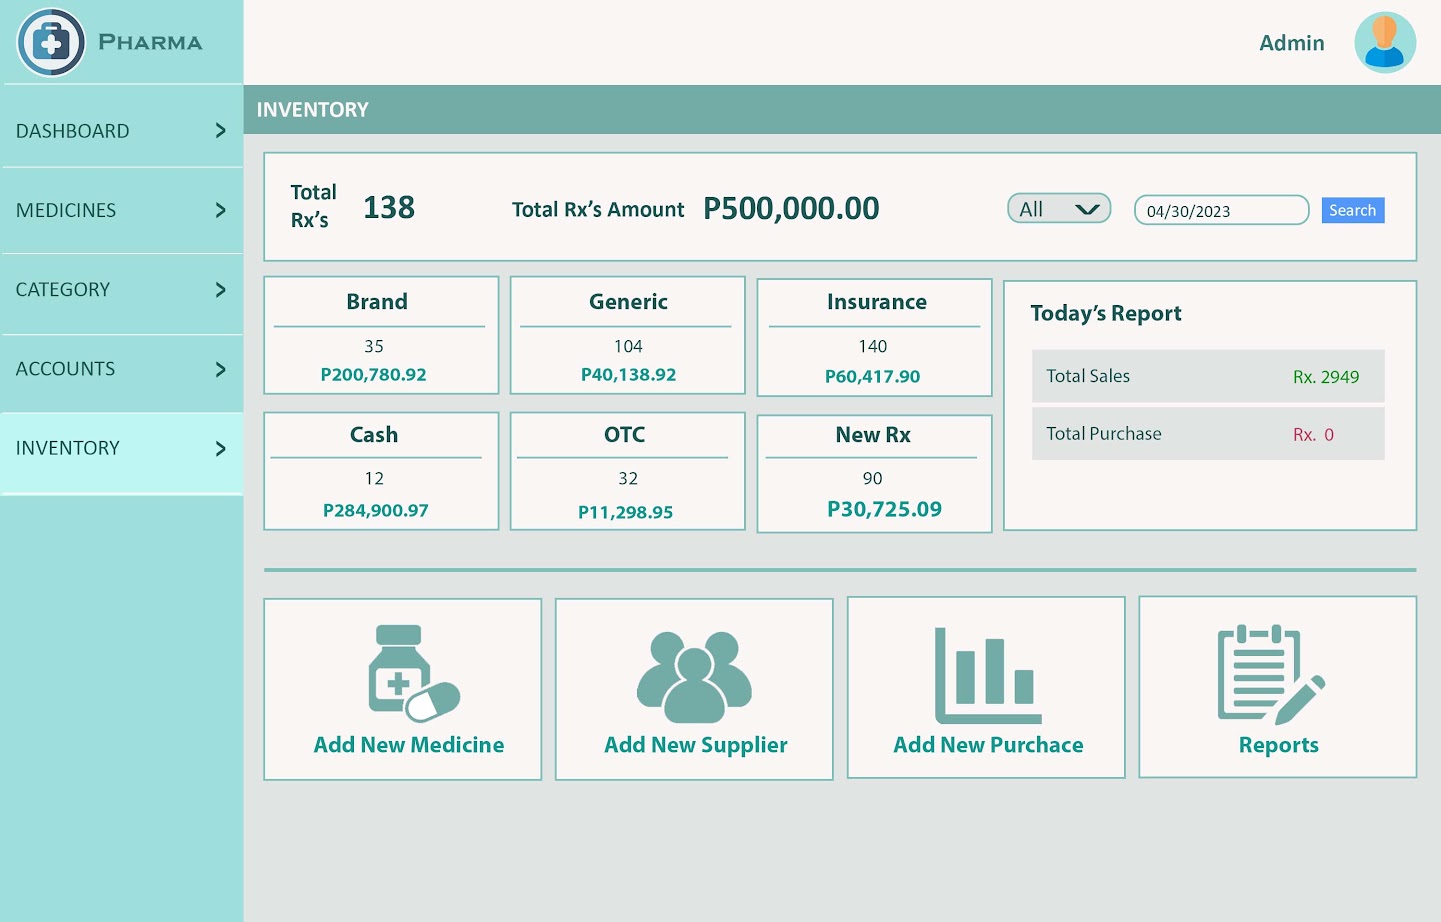 PHARMA
Admin
DASHBOARD
MEDICINES
CATEGORY
ACCOUNTS
INVENTORY
INVENTORY
Total Rx's
138
Total Rx's Amount
P500,000.00
All
04/30/2023
Search
Brand
35
P200,780.92
Generic
104
P40,138.92
Insurance
140
P60,417.90
Cash
12
P284,900.97
OTC
32
P11,298.95
New Rx
90
P30,725.09
Today's Report
Total Sales Rx. 2949
Total Purchase Rx. 0
Add New Medicine
Add New Supplier
Add New Purchace
Reports